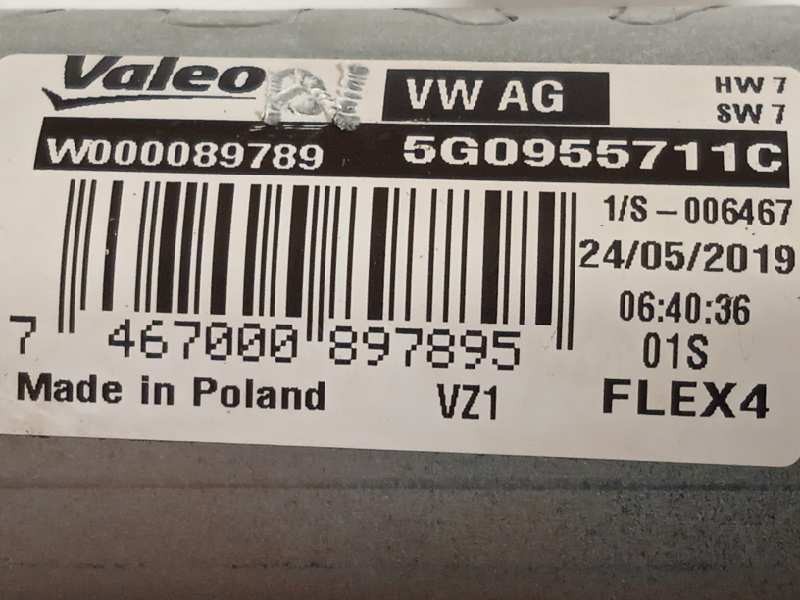 Valeo
VW AG
HW 7
SW 7
W000089789
5G0955711C
1/S-006467
24/05/2019
06:40:36
01S
7 467000 897895
Made in Poland
VZ1
FLEX4